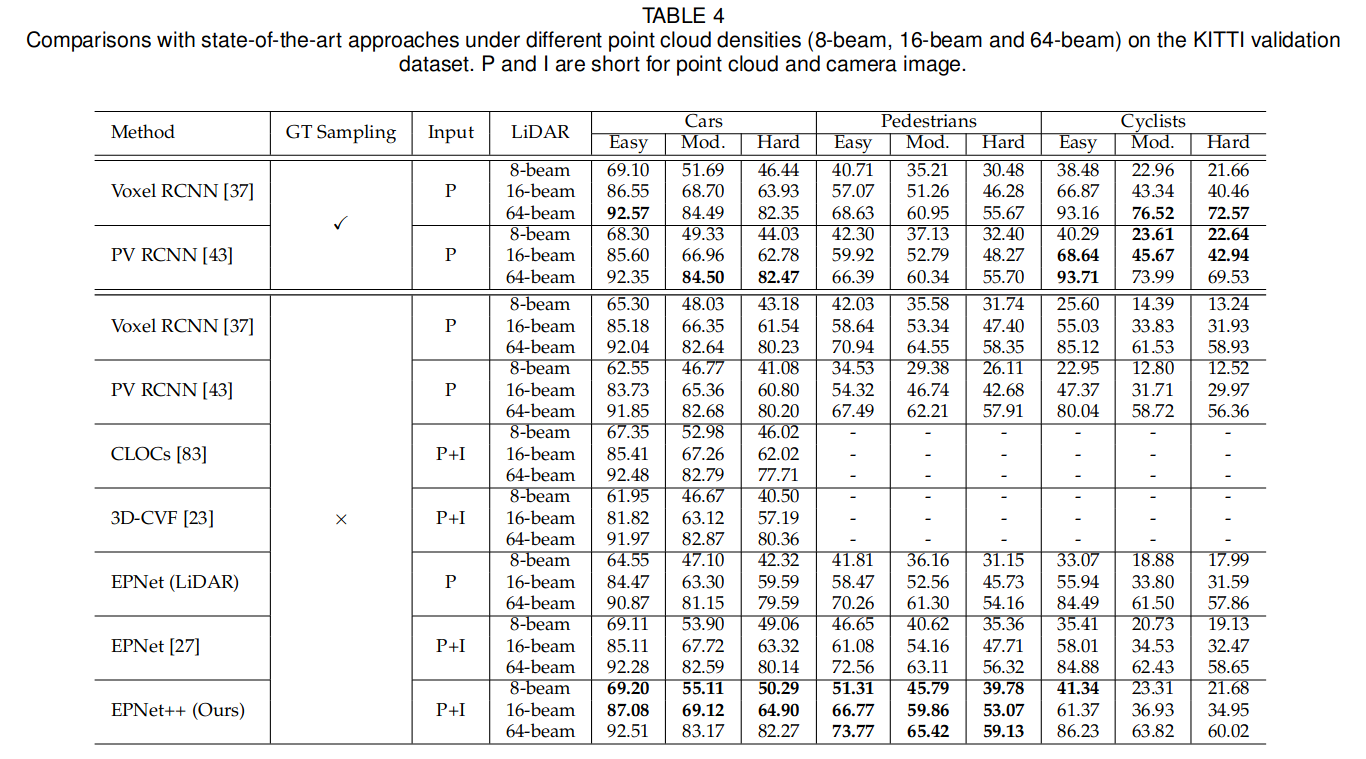 TABLE 4
Comparisons with state-of-the-art approaches under different point cloud densities (8-beam, 16-beam and 64-beam) on the KITTI validation
dataset. P and I are short for point cloud and camera image.
Method GT Sampling Input LiDAR Cars Pedestrians Cyclists
Easy Mod. Hard Easy Mod. Hard Easy Mod. Hard
8-beam 69.10 51.69 46.44 40.71 35.21 30.48 38.48 22.96 21.66
Voxel RCNN [37] P 16-beam 86.55 68.70 63.93 57.07 51.26 46.28 66.87 43.34 40.46
64-beam 92.57 84.49 82.35 68.63 60.95 55.67 93.16 76.52 72.57
✓
8-beam 68.30 49.33 44.03 42.30 37.13 32.40 40.29 23.61 22.64
PV RCNN [43] P 16-beam 85.60 66.96 62.78 59.92 52.79 48.27 68.64 45.67 42.94
64-beam 92.35 84.50 82.47 66.39 60.34 55.70 93.71 73.99 69.53
8-beam 65.30 48.03 43.18 42.03 35.58 31.74 25.60 14.39 13.24
Voxel RCNN [37] P 16-beam 85.18 66.35 61.54 58.64 53.34 47.40 55.03 33.83 31.93
64-beam 92.04 82.64 80.23 70.94 64.55 58.35 85.12 61.53 58.93
8-beam 62.55 46.77 41.08 34.53 29.38 26.11 22.95 12.80 12.52
PV RCNN [43] P 16-beam 83.73 65.36 60.80 54.32 46.74 42.68 47.37 31.71 29.97
64-beam 91.85 82.68 80.20 67.49 62.21 57.91 80.04 58.72 56.36
8-beam 67.35 52.98 46.02 - - - - - -
CLOCs [83] P+I 16-beam 85.41 67.26 62.02 - - - - - -
64-beam 92.48 82.79 77.71 - - - - - -
8-beam 61.95 46.67 40.50 - - - - - -
3D-CVF [23] × P+I 16-beam 81.82 63.12 57.19 - - - - - -
64-beam 91.97 82.87 80.36 - - - - - -
8-beam 64.55 47.10 42.32 41.81 36.16 31.15 33.07 18.88 17.99
EPNet (LiDAR) P 16-beam 84.47 63.30 59.59 58.47 52.56 45.73 55.94 33.80 31.59
64-beam 90.87 81.15 79.59 70.26 61.30 54.16 84.49 61.50 57.86
8-beam 69.11 53.90 49.06 46.65 40.62 35.36 35.41 20.73 19.13
EPNet [27] P+I 16-beam 85.11 67.72 63.32 61.08 54.16 47.71 58.01 34.53 32.47
64-beam 92.28 82.59 80.14 72.56 63.11 56.32 84.88 62.43 58.65
8-beam 69.20 55.11 50.29 51.31 45.79 39.78 41.34 23.31 21.68
EPNet++ (Ours) P+I 16-beam 87.08 69.12 64.90 66.77 59.86 53.07 61.37 36.93 34.95
64-beam 92.51 83.17 82.27 73.77 65.42 59.13 86.23 63.82 60.02